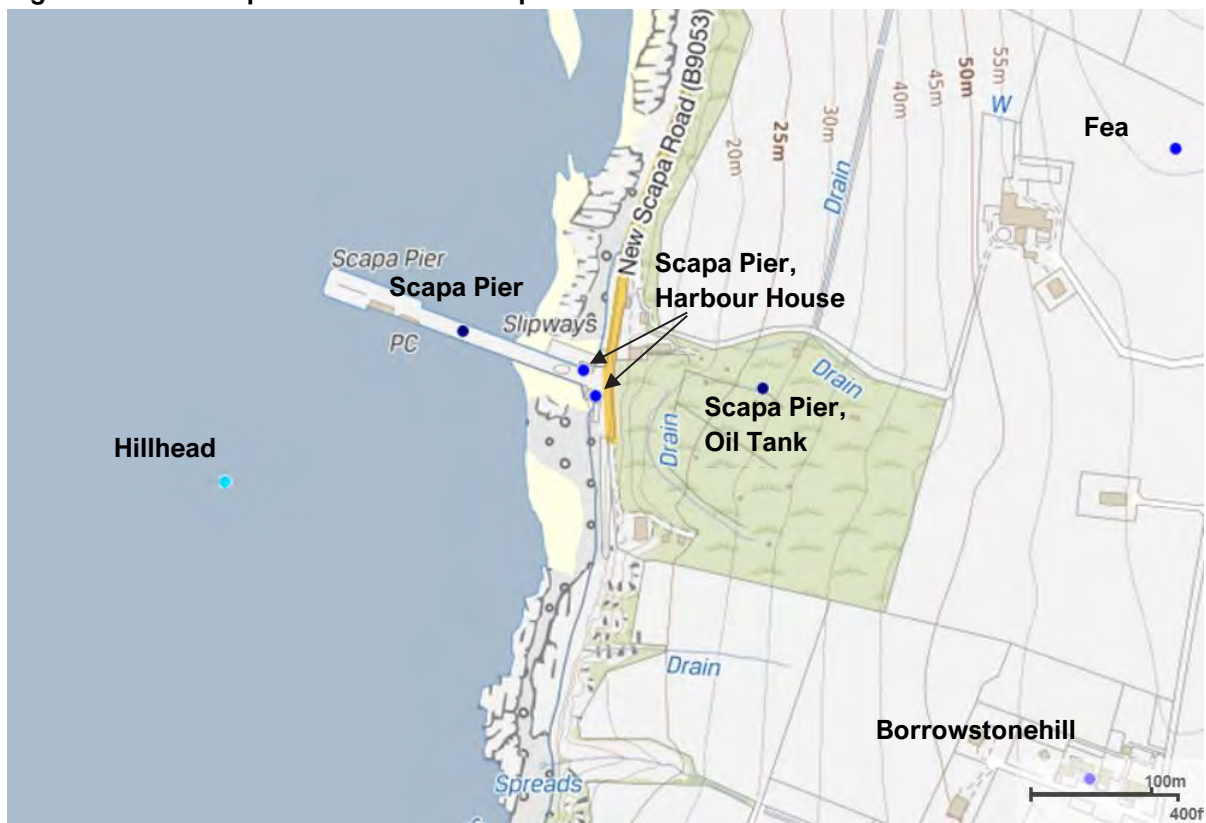 New Scapa Road (B9053)
20m
25m
30m
40m
45m
50m
55m
W
Fea
Drain
Scapa Pier
Scapa Pier
PC
Slipways
Scapa Pier,
Harbour House
Drain
Drain
Scapa Pier,
Oil Tank
Hillhead
Drain
Borrowstonehill
Spreads
100m
400f